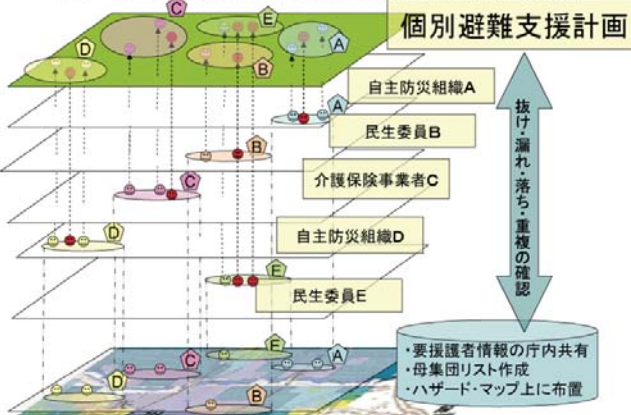 個別避難支援計画
C
E
D
A
B
自主防災組織A
A
民生委員B
B
介護保険事業者C
C
自主防災組織D
D
民生委員E
E
抜け・漏れ・落ち・重複の確認
・要援護者情報の庁内共有
・母集団リスト作成
・ハザード・マップ上に布置
E
A
C
D
B